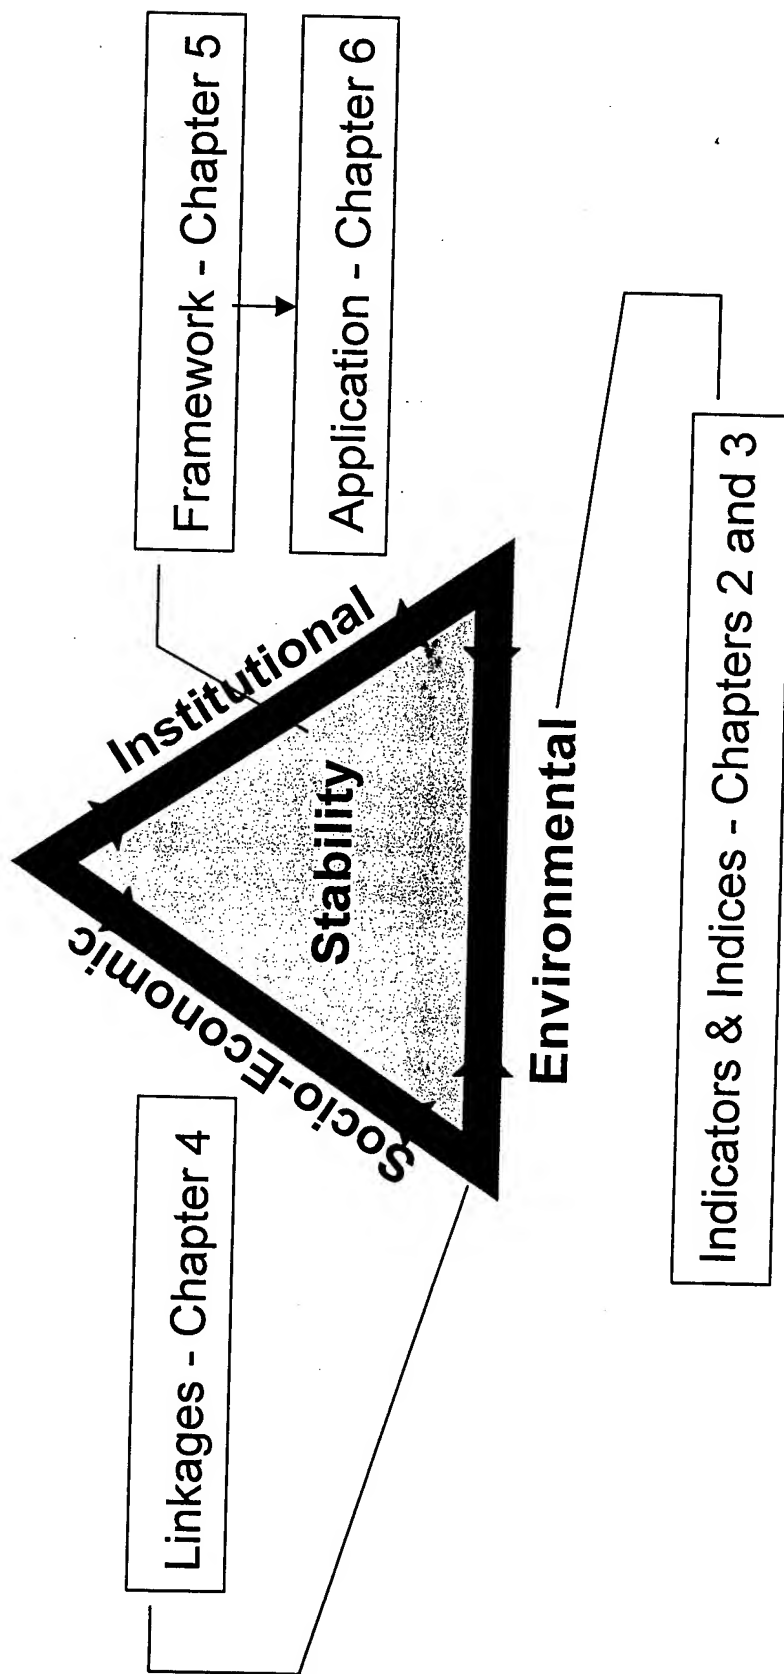 Linkages - Chapter 4
Framework - Chapter 5
Application - Chapter 6
Socio-Economic
Institutional
Stability
Environmental
Indicators & Indices - Chapters 2 and 3